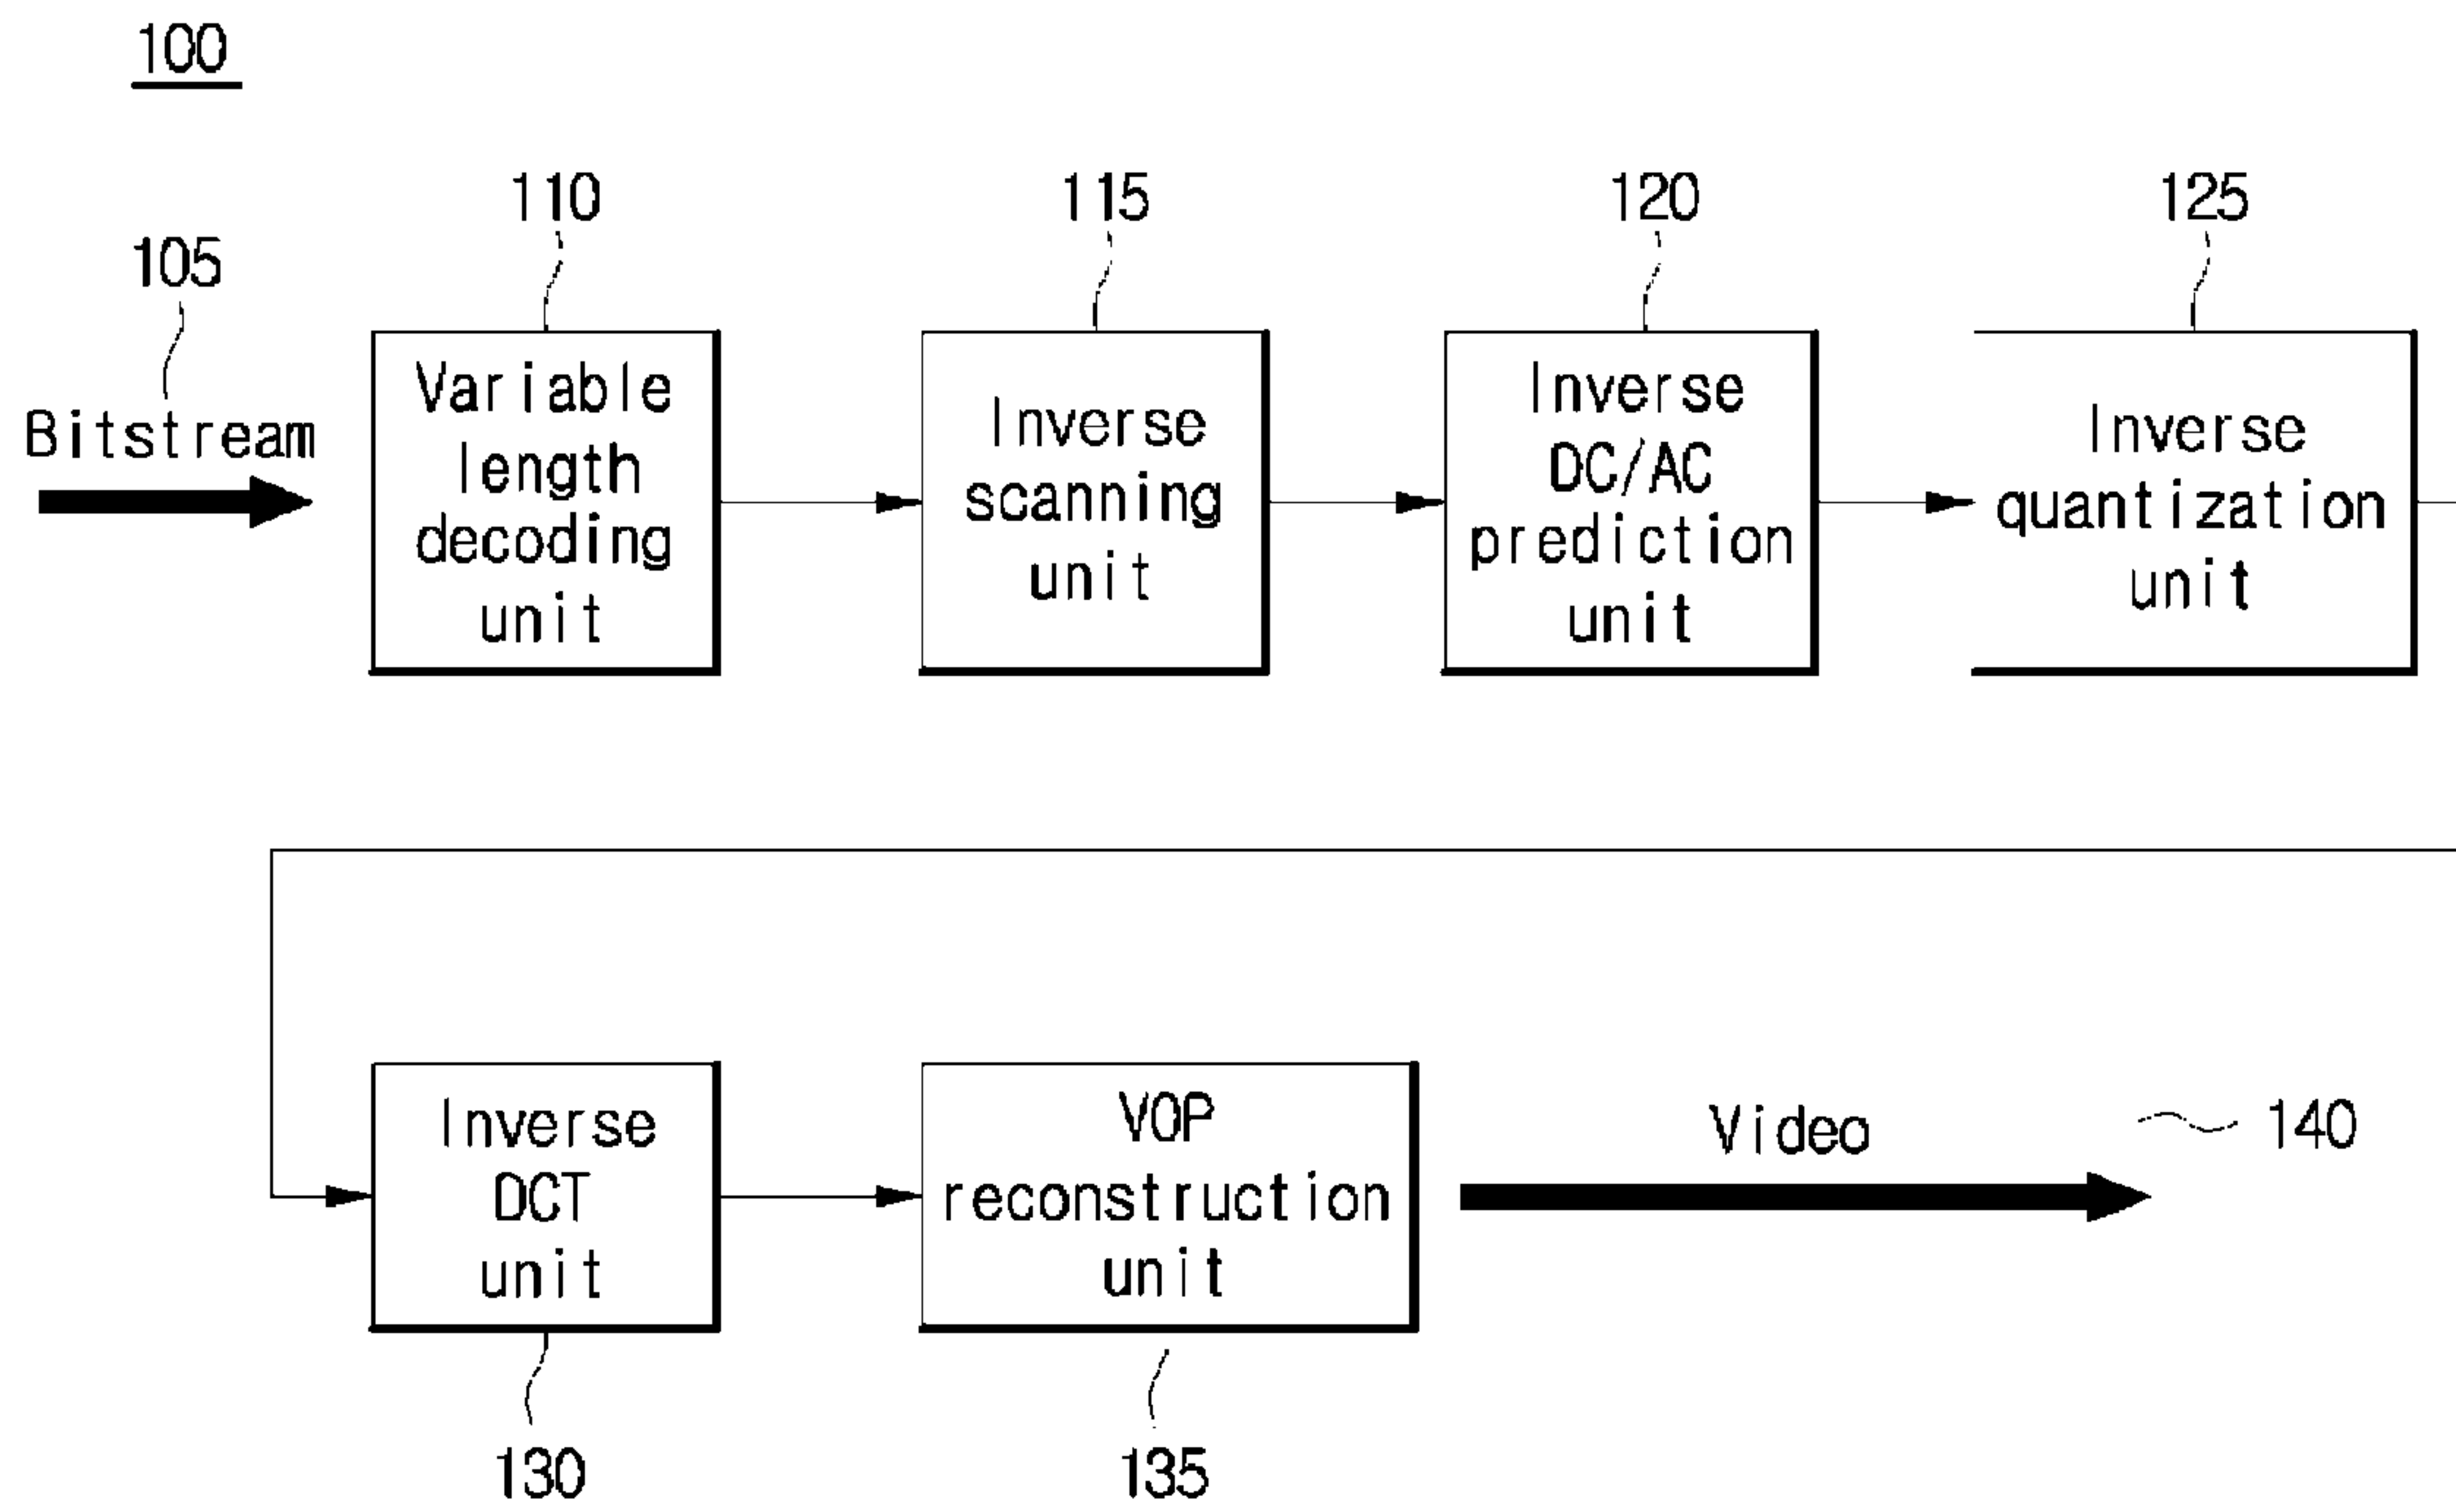 100
105
110
115
120
125
Bitstream
Variable
length
decoding
unit
Inverse
scanning
unit
Inverse
DC/AC
prediction
unit
Inverse
quantization
unit
Inverse
DCT
unit
VOP
reconstruction
unit
Video
140
130
135